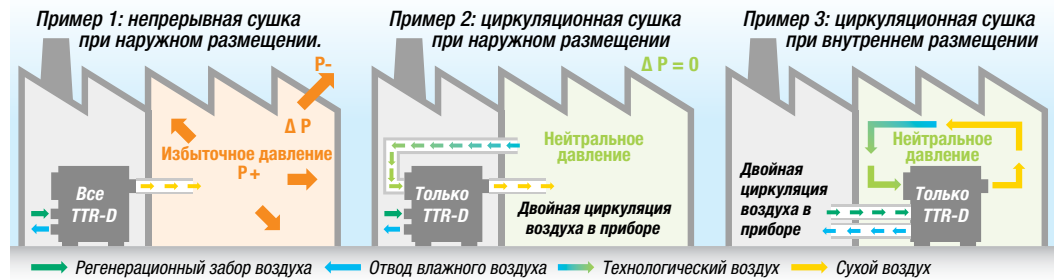 Пример 1: непрерывная сушка
при наружном размещении.
P-
Δ P
Избыточное давление
P +
Все
TTR-D
Пример 2: циркуляционная сушка
при наружном размещении
Δ P = 0
Нейтральное
давление
Только
TTR-D
Двойная циркуляция
воздуха в приборе
Пример 3: циркуляционная сушка
при внутреннем размещении
Нейтральное
давление
Двойная
циркуляция
воздуха в
приборе
Только
TTR-D
Регенерационный забор воздуха
Отвод влажного воздуха
Технологический воздух
Сухой воздух